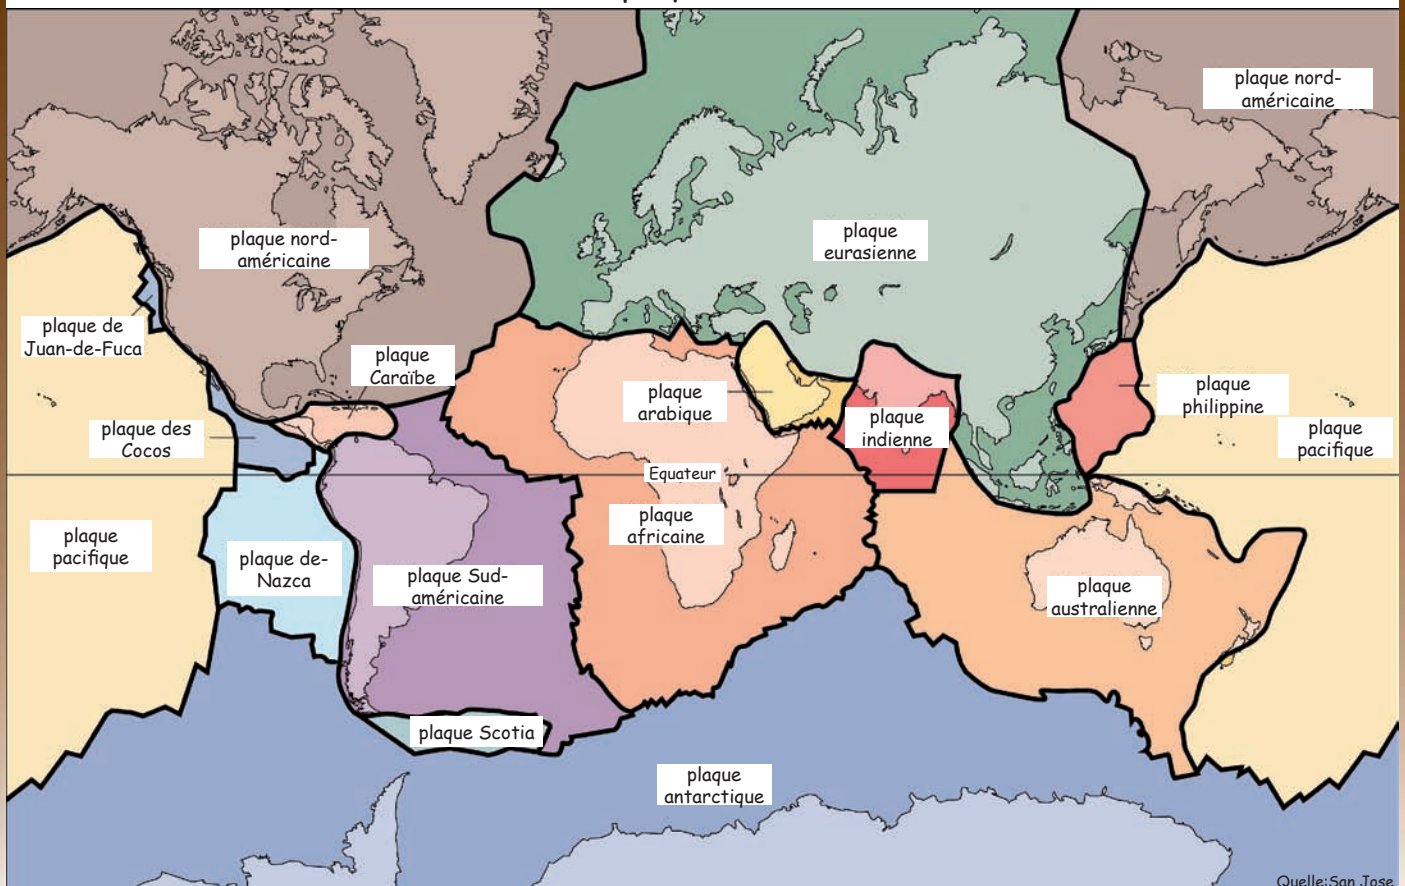 plaque nord-
américaine
plaque nord-
américaine
plaque
eurasienne
plaque de
Juan-de-Fuca
plaque
Caraïbe
plaque
arabique
plaque
indienne
plaque
philippine
plaque
pacifique
plaque des
Cocos
Equateur
plaque
africaine
plaque
pacifique
plaque de-
Nazca
plaque Sud-
américaine
plaque
australienne
plaque Scotia
plaque
antarctique
Quelle:San Jose